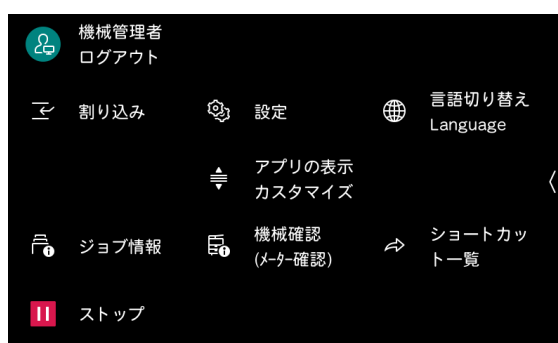 機械管理者
ログアウト
割り込み
設定
言語切り替え
Language
アプリの表示
カスタマイズ
ジョブ情報
機械確認
(ﾒｰﾀｰ確認)
ショートカッ
ト一覧
ストップ